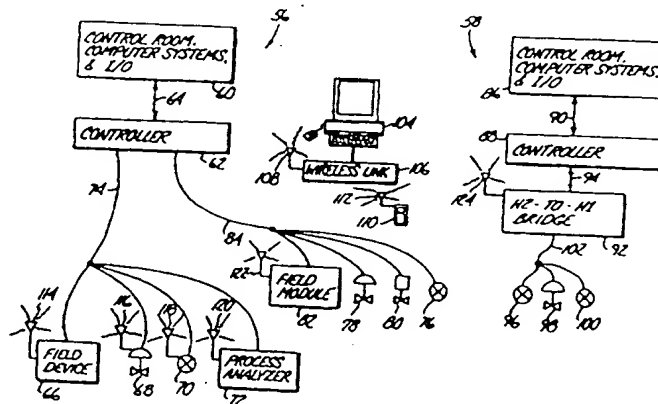 56
CONTROL ROOM,
COMPUTER SYSTEMS,
& I/O
60
64
CONTROLLER
62
74
84
104
WIRELESS LINK
106
108
112
110
58
CONTROL ROOM,
COMPUTER SYSTEMS,
& I/O
86
90
CONTROLLER
88
94
124
H2-TO-H1
BRIDGE
92
102
96
98
100
122
FIELD
MODULE
82
78
80
76
114
116
118
120
FIELD
DEVICE
66
68
70
PROCESS
ANALYZER
72